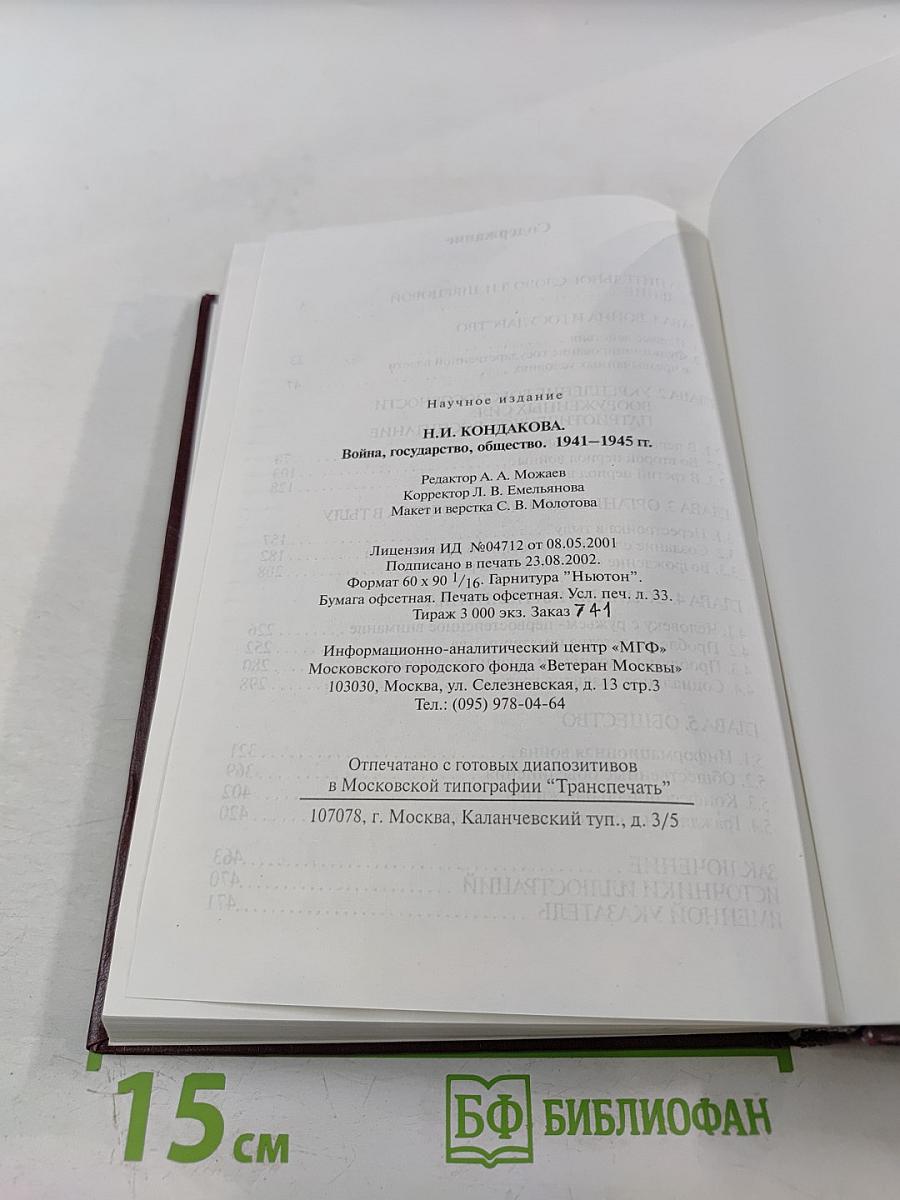 Научное издание
Н.И. КОНДАКОВА.
Война, государство, общество. 1941–1945 гг.
Редактор А. А. Можаев
Корректор Л. В. Емельянова
Макет и верстка С. В. Молотова
Лицензия ИД №04712 от 08.05.2001
Подписано в печать 23.08.2002.
Формат 60 х 90 1/16. Гарнитура "Ньютон".
Бумага офсетная. Печать офсетная. Усл. печ. л. 33.
Тираж 3 000 экз. Заказ 741
Информационно-аналитический центр «МГФ»
Московского городского фонда «Ветеран Москвы»
103030, Москва, ул. Селезневская, д. 13 стр.3
Тел.: (095) 978-04-64
Отпечатано с готовых диапозитивов
в Московской типографии “Транспечать”
107078, г. Москва, Каланчевский туп., д. 3/5
15 см
БФ БИБЛИОФАН